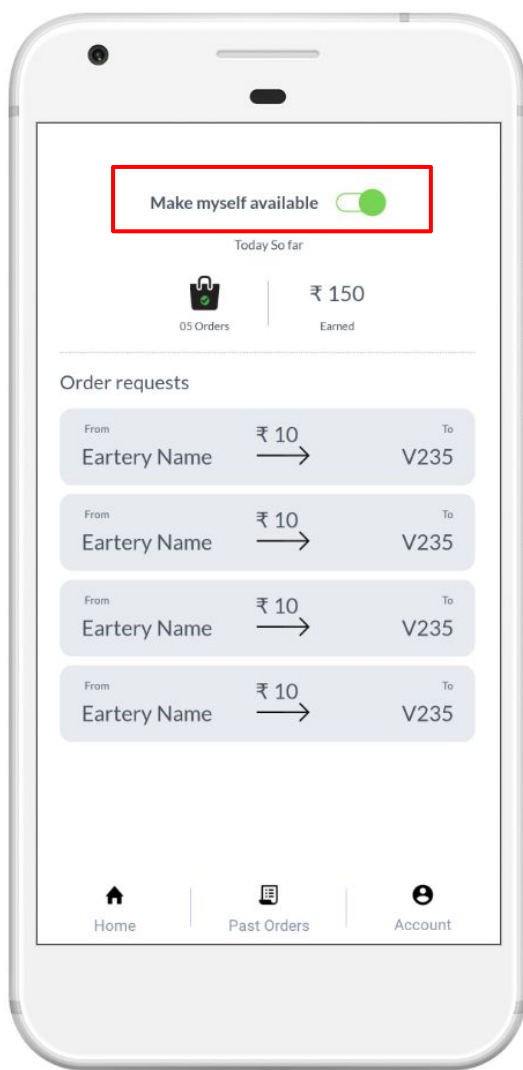 Make myself available
Today So far
₹ 150
05 Orders
Earned
Order requests
From
₹ 10
To
Eartery Name
V235
From
₹ 10
To
Eartery Name
V235
From
₹ 10
To
Eartery Name
V235
From
₹ 10
To
Eartery Name
V235
Home
Past Orders
Account